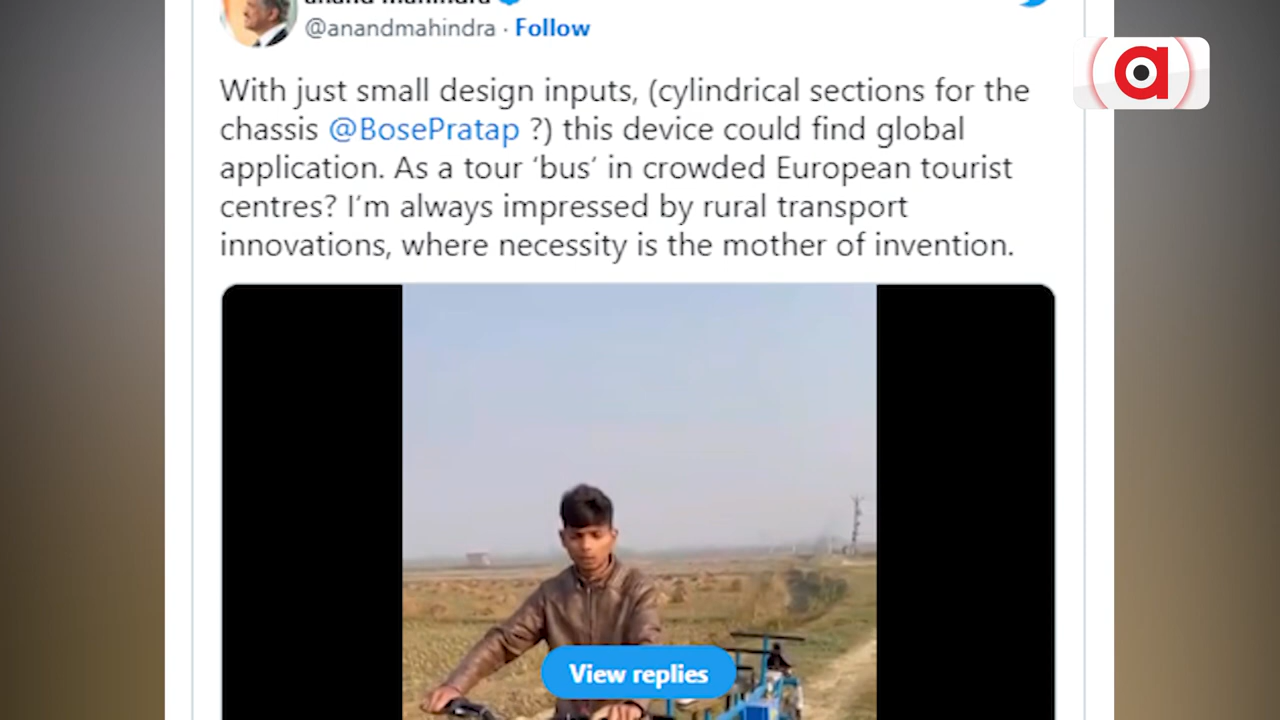 @anandmahindra · Follow
With just small design inputs, (cylindrical sections for the
chassis @BosePratap ?) this device could find global
application. As a tour ‘bus’ in crowded European tourist
centres? I’m always impressed by rural transport
innovations, where necessity is the mother of invention.
a
View replies